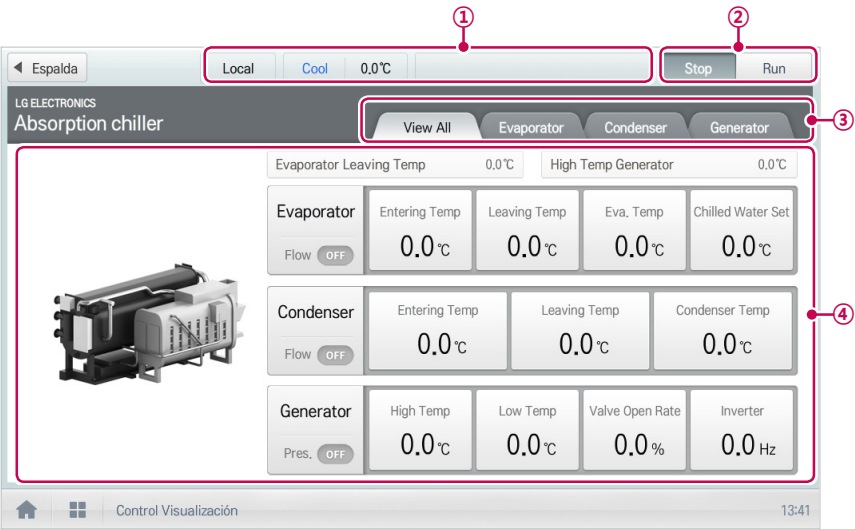 ① ②
Espalda Local Cool 0.0℃ Stop Run
LG ELECTRONICS
Absorption chiller View All Evaporator Condenser Generator ③
Evaporator Leaving Temp 0.0℃ High Temp Generator 0.0℃
Evaporator Entering Temp Leaving Temp Eva. Temp Chilled Water Set
Flow OFF 0.0 ℃ 0.0 ℃ 0.0 ℃ 0.0 ℃
Condenser Entering Temp Leaving Temp Condenser Temp ④
Flow OFF 0.0 ℃ 0.0 ℃ 0.0 ℃
Generator High Temp Low Temp Valve Open Rate Inverter
Pres. OFF 0.0 ℃ 0.0 ℃ 0.0 % 0.0 Hz
Control Visualización 13:41